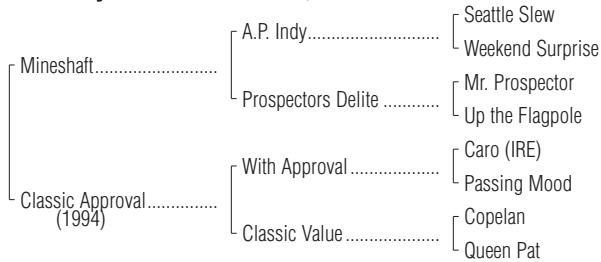 Seattle Slew
A.P. Indy
Weekend Surprise
Mineshaft
Mr. Prospector
Prospectors Delite
Up the Flagpole
Caro (IRE)
With Approval
Passing Mood
Classic Approval
(1994)
Copelan
Classic Value
Queen Pat